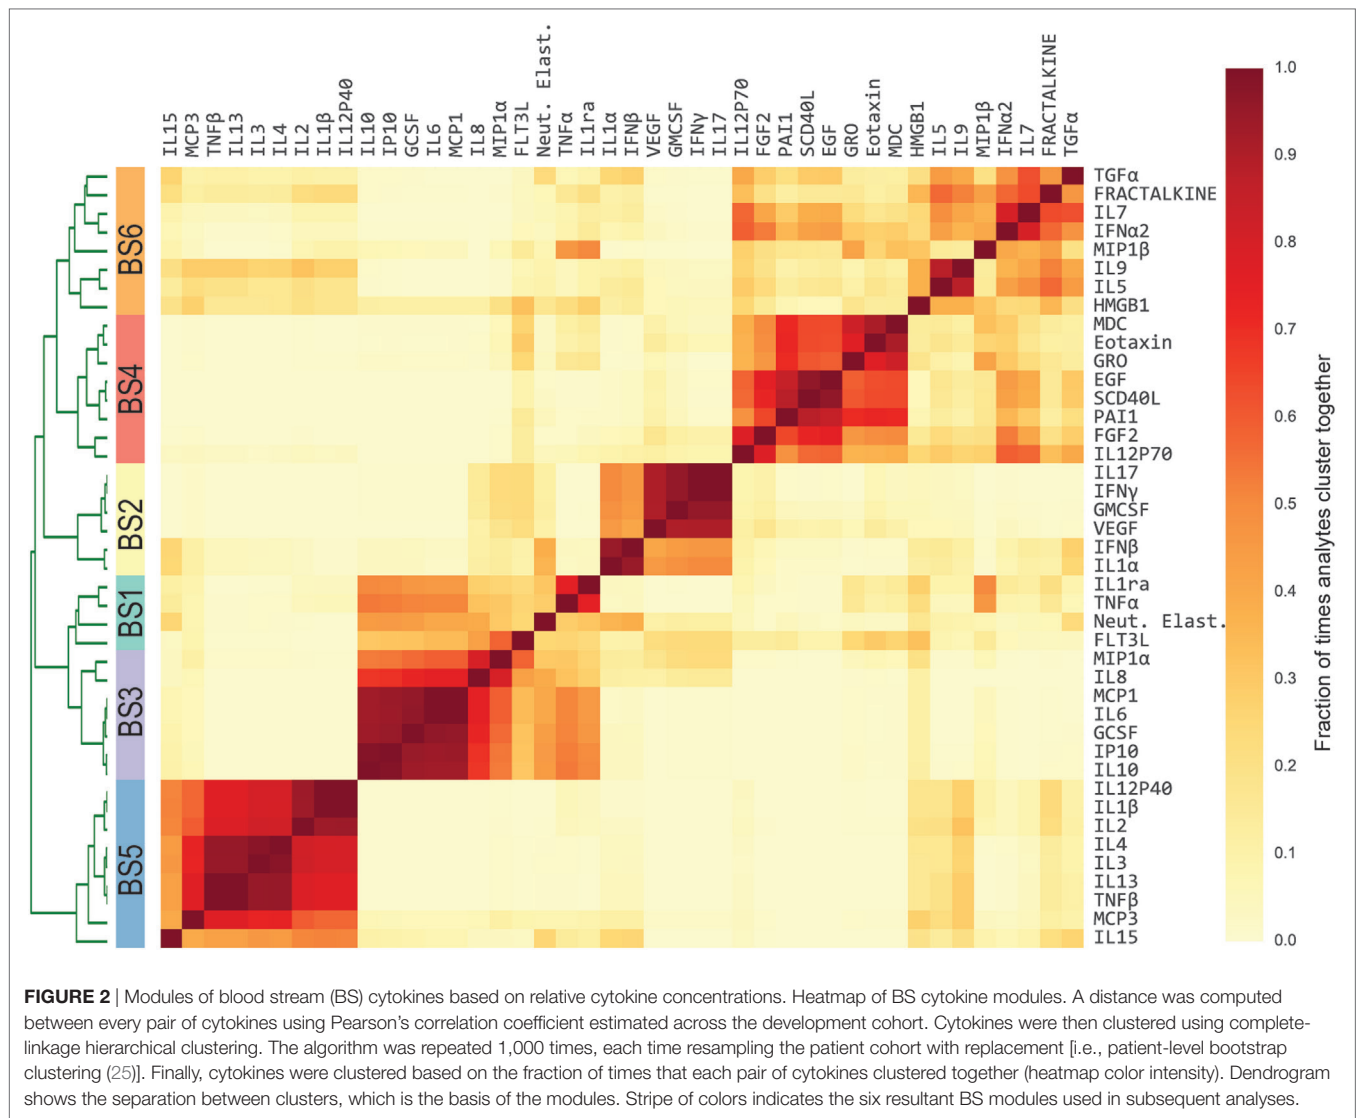 IL15
MCP3
TNFβ
IL13
IL3
IL4
IL2
IL1β
IL12P40
IL10
IP10
GCSF
IL6
MCP1
IL8
MIP1α
FLT3L
Neut. Elast.
TNFα
IL1ra
IL1α
IFNβ
VEGF
GMCSF
IFNγ
IL17
IL12P70
FGF2
PAI1
SCD40L
EGF
GRO
Eotaxin
MDC
HMGB1
IL5
IL9
MIP1β
IFNα2
IL7
FRACTALKINE
TGFα
BS6
BS4
BS2
BS1
BS3
BS5
TGFα
FRACTALKINE
IL7
IFNα2
MIP1β
IL9
IL5
HMGB1
MDC
Eotaxin
GRO
EGF
SCD40L
PAI1
FGF2
IL12P70
IL17
IFNγ
GMCSF
VEGF
IFNβ
IL1α
IL1ra
TNFα
Neut. Elast.
FLT3L
MIP1α
IL8
MCP1
IL6
GCSF
IP10
IL10
IL12P40
IL1β
IL2
IL4
IL3
IL13
TNFβ
MCP3
IL15
1.0
0.9
0.8
0.7
0.6
0.5
0.4
0.3
0.2
0.1
0.0
Fraction of times analytes cluster together
FIGURE 2 | Modules of blood stream (BS) cytokines based on relative cytokine concentrations. Heatmap of BS cytokine modules. A distance was computed
between every pair of cytokines using Pearson's correlation coefficient estimated across the development cohort. Cytokines were then clustered using complete-
linkage hierarchical clustering. The algorithm was repeated 1,000 times, each time resampling the patient cohort with replacement [i.e., patient-level bootstrap
clustering (25)]. Finally, cytokines were clustered based on the fraction of times that each pair of cytokines clustered together (heatmap color intensity). Dendrogram
shows the separation between clusters, which is the basis of the modules. Stripe of colors indicates the six resultant BS modules used in subsequent analyses.